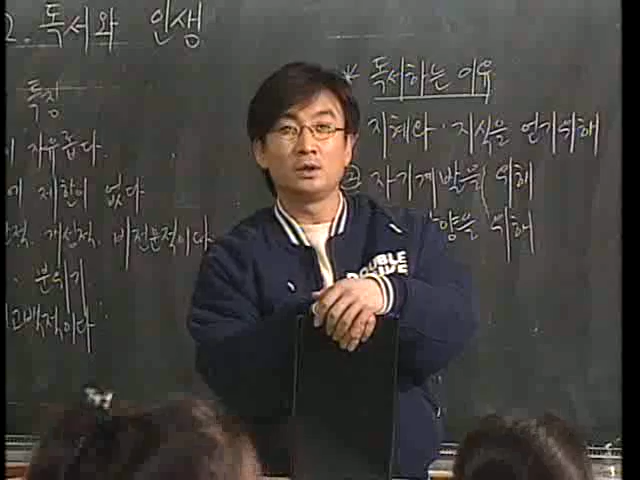 2. 독서와 인생
특징
자유롭다.
에 제한이 없다
개성적, 비전문적이다.
분위기
고백적이다
* 독서하는 이유
지혜와 지식을 얻기위해
② 자기계발을 위해
위해
DOUBLE